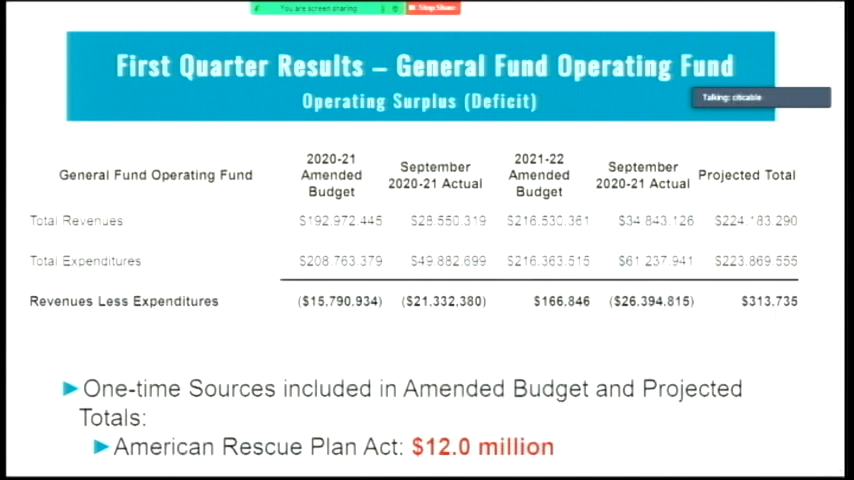 You are screen sharing
Stop Share
First Quarter Results – General Fund Operating Fund
Operating Surplus (Deficit)
Talking: citicable
General Fund Operating Fund
2020-21 Amended Budget
September 2020-21 Actual
2021-22 Amended Budget
September 2020-21 Actual
Projected Total
Total Revenues $192,972,445 $28,550,319 $216,530,361 $34,843,126 $224,183,290
Total Expenditures $208,763,379 $49,882,699 $216,363,515 $61,237,941 $223,869,555
Revenues Less Expenditures ($15,790,934) ($21,332,380) $166,846 ($26,394,815) $313,735
One-time Sources included in Amended Budget and Projected
Totals:
American Rescue Plan Act: $12.0 million